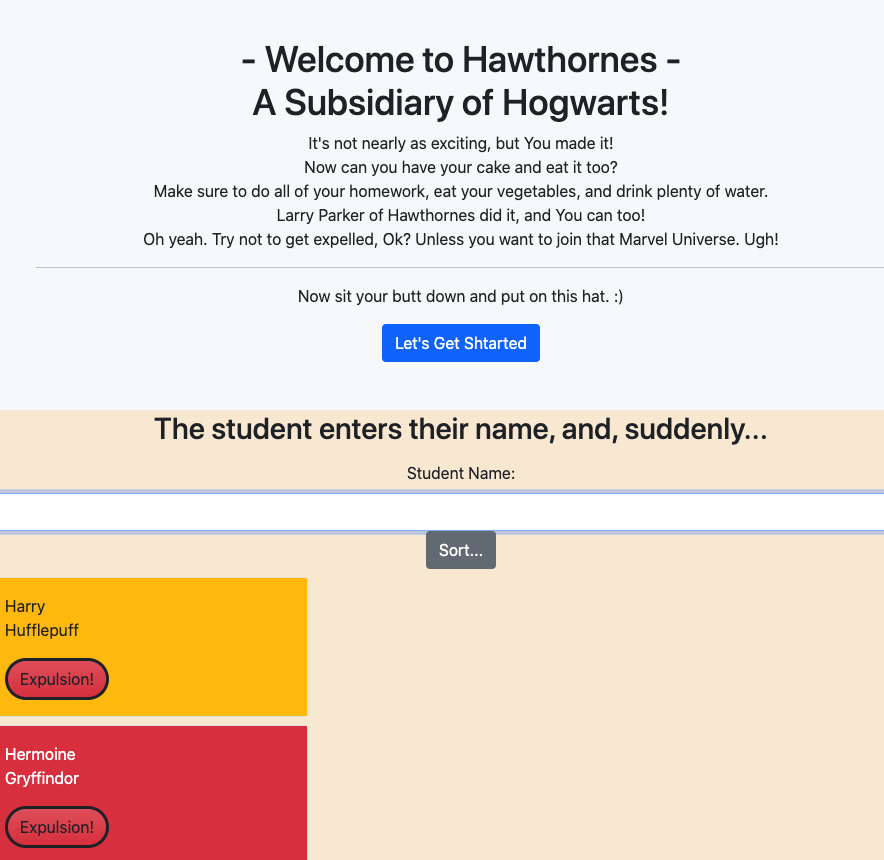 - Welcome to Hawthornes -
A Subsidiary of Hogwarts!
It's not nearly as exciting, but You made it!
Now can you have your cake and eat it too?
Make sure to do all of your homework, eat your vegetables, and drink plenty of water.
Larry Parker of Hawthornes did it, and You can too!
Oh yeah. Try not to get expelled, Ok? Unless you want to join that Marvel Universe. Ugh!
Now sit your butt down and put on this hat. :)
Let's Get Shtarted
The student enters their name, and, suddenly...
Student Name:
Sort...
Harry
Hufflepuff
Expulsion!
Hermoine
Gryffindor
Expulsion!